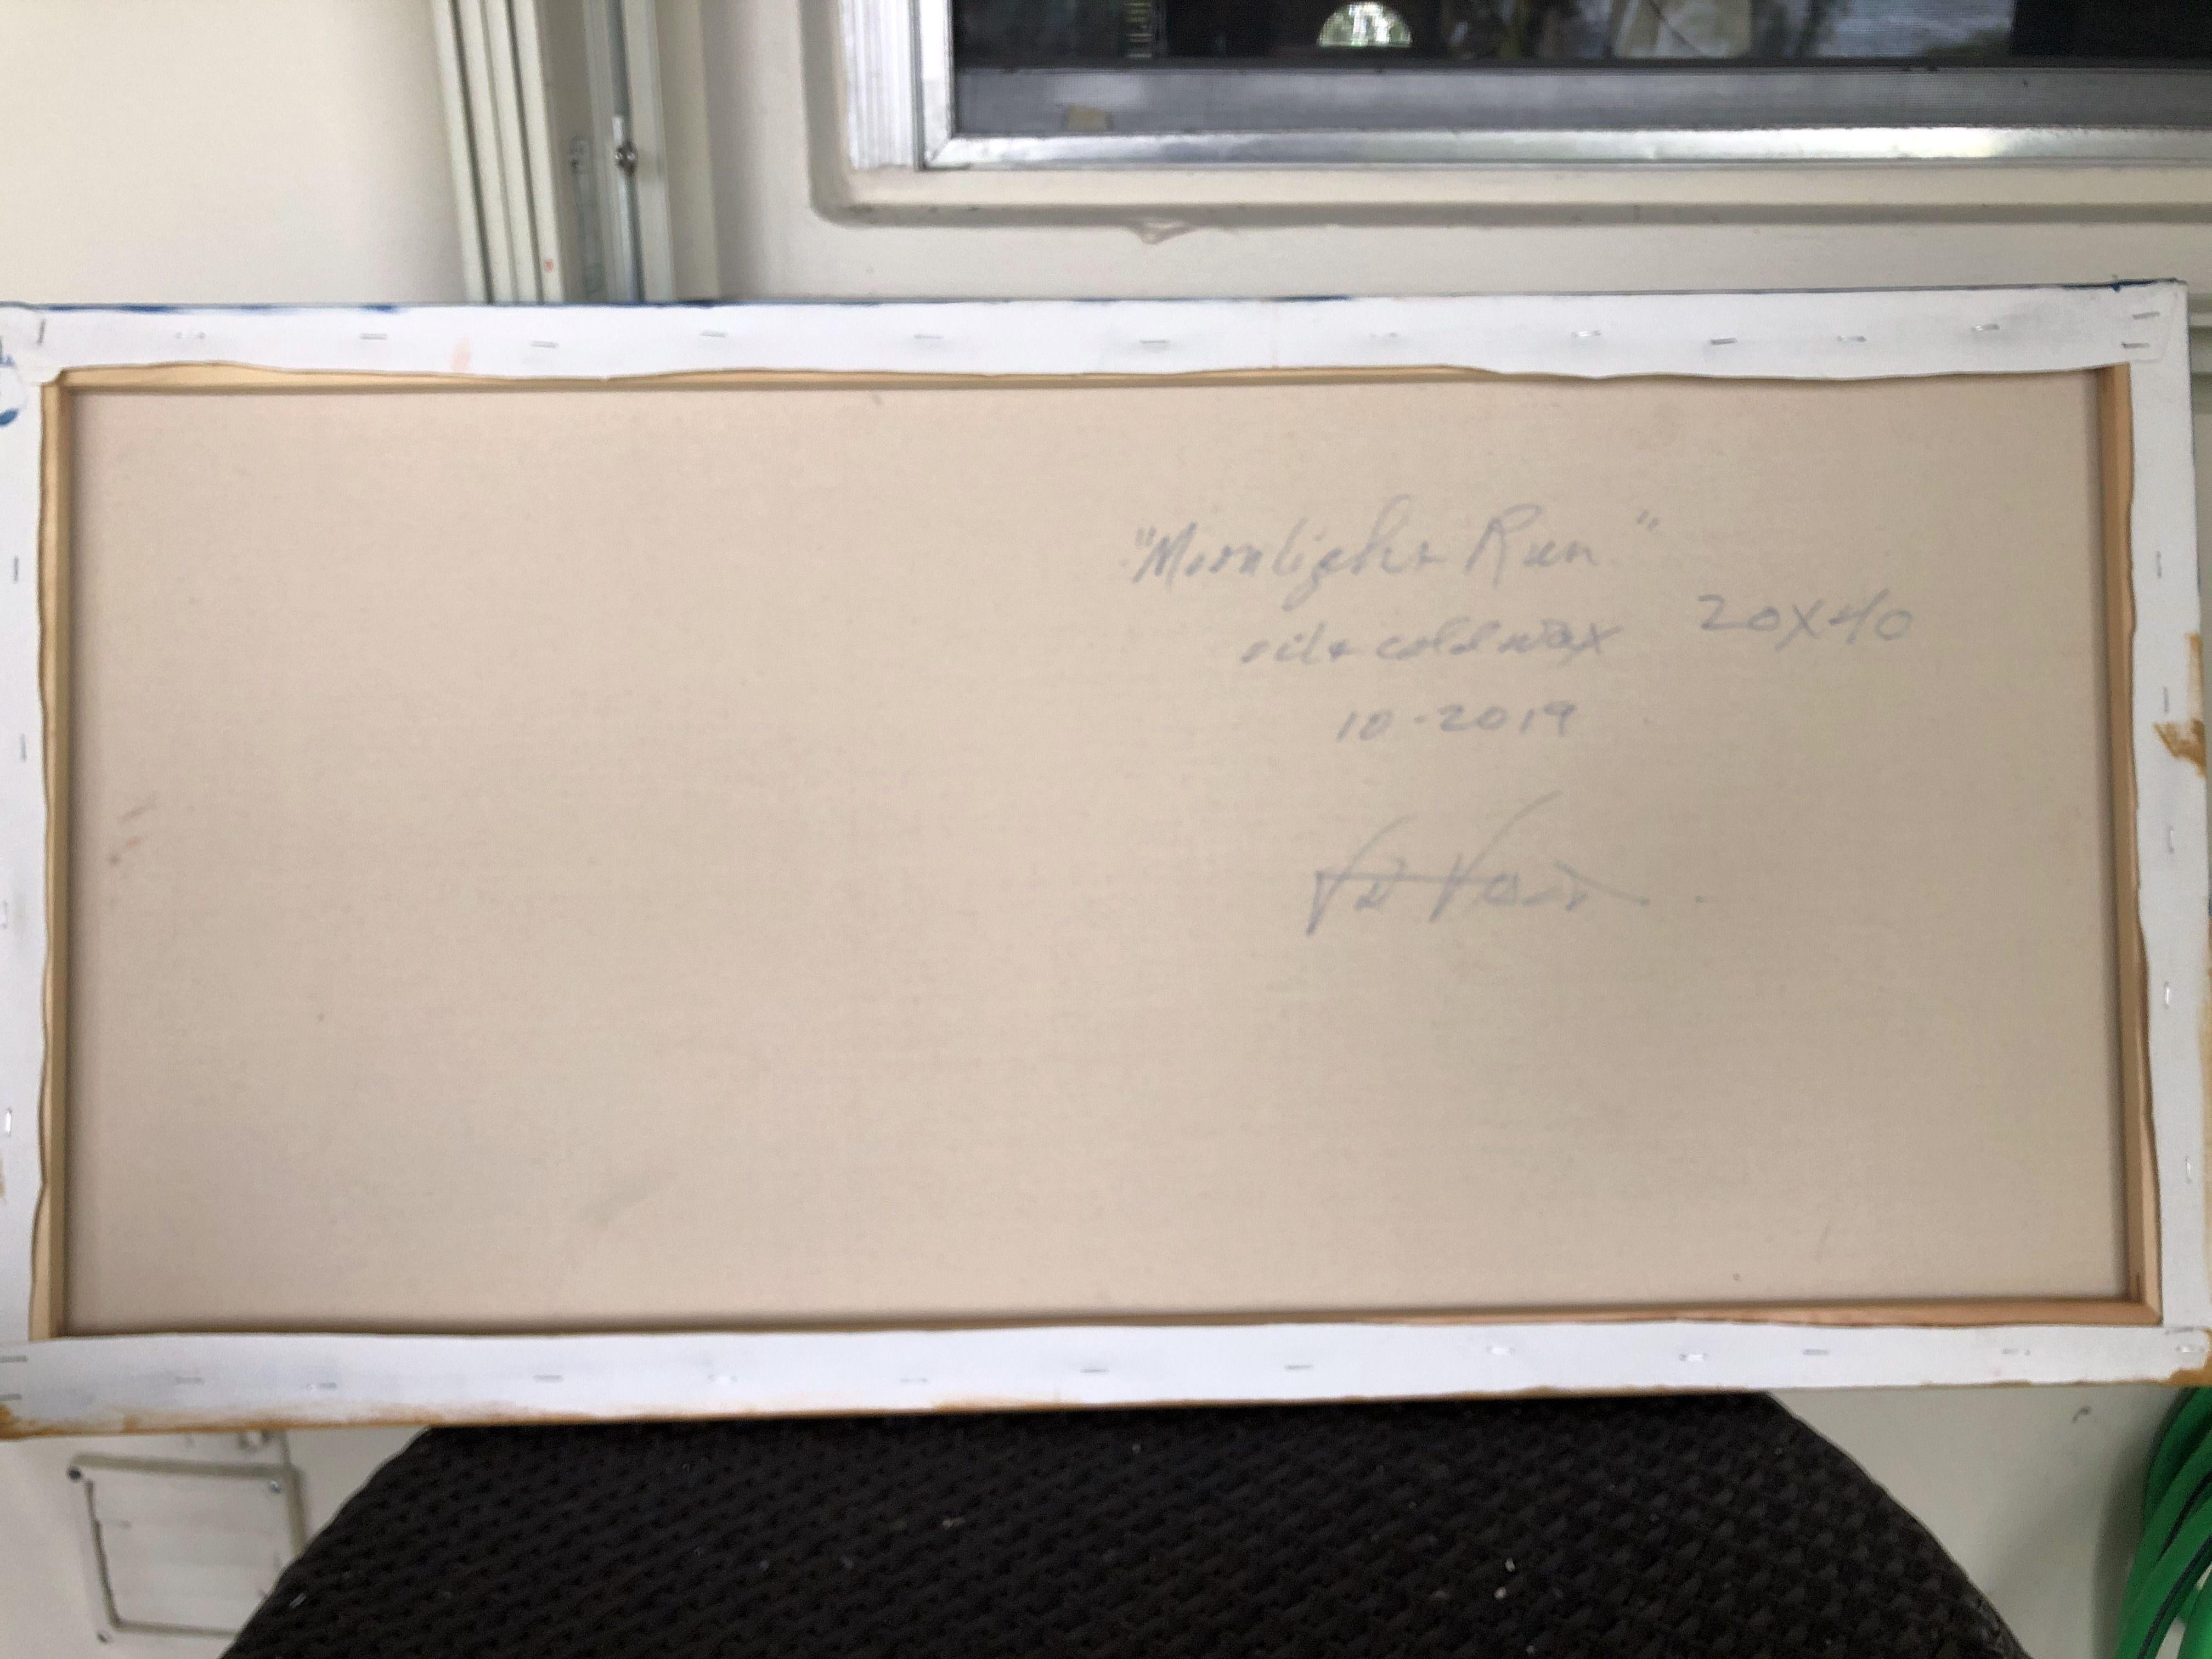 "Moonlight Run"
oil + cold wax 20X40
10-2019